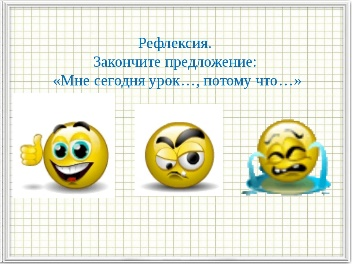 Рефлексия.
Закончите предложение:
«Мне сегодня урок…, потому что…»